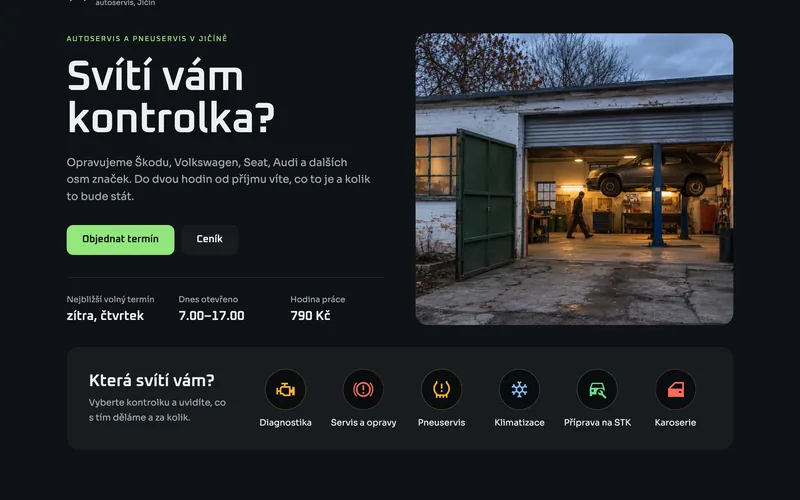 autoservis, Jičín
AUTOSERVIS A PNEUSERVIS V JIČÍNĚ
Svítí vám
kontrolka?
Opravujeme Škodu, Volkswagen, Seat, Audi a dalších
osm značek. Do dvou hodin od příjmu víte, co to je a kolik
to bude stát.
Objednat termín
Ceník
Nejbližší volný termín
zítra, čtvrtek
Dnes otevřeno
7.00–17.00
Hodina práce
790 Kč
Která svítí vám?
Vyberte kontrolku a uvidíte, co
s tím děláme a za kolik.
Diagnostika
Servis a opravy
Pneuservis
Klimatizace
Příprava na STK
Karoserie